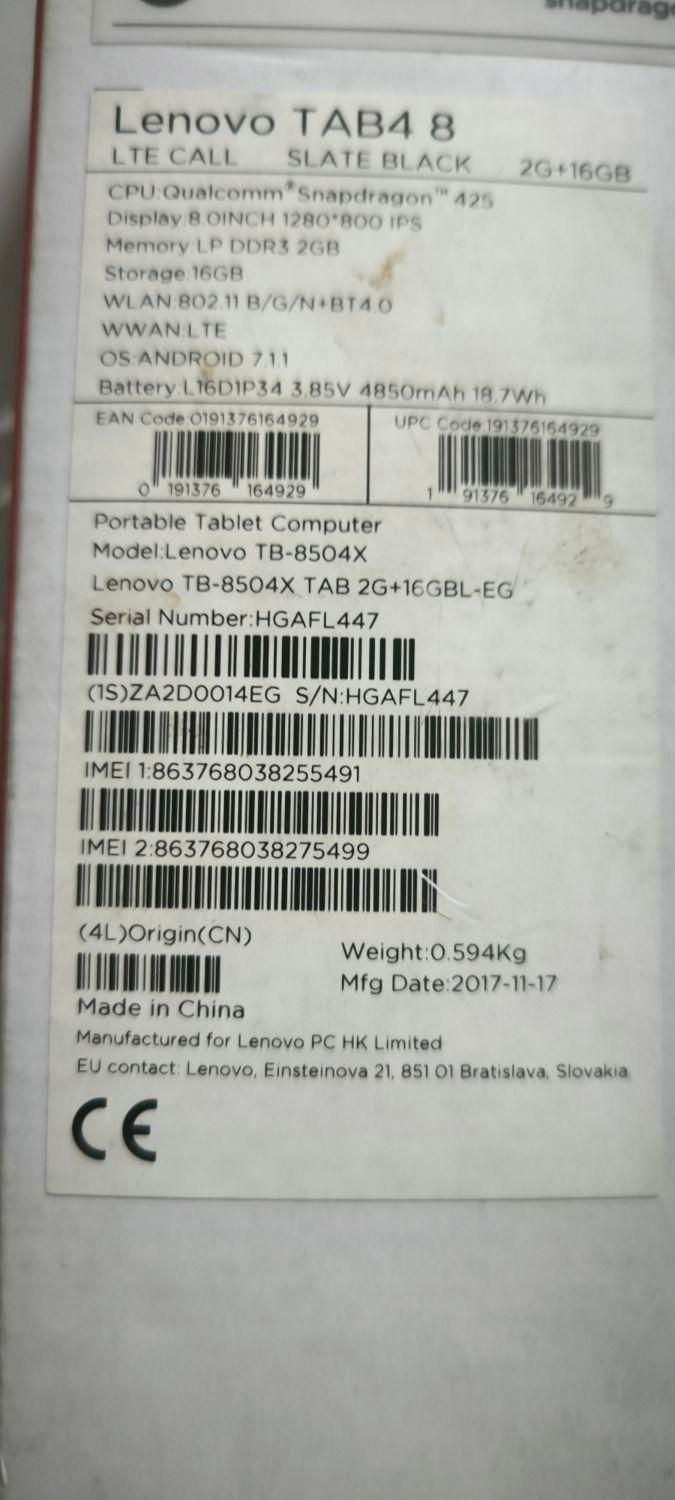 Lenovo TAB4 8
LTE CALL SLATE BLACK 2G+16GB
CPU:Qualcomm® Snapdragon™ 425
Display:8.0INCH 1280*800 IPS
Memory:LP DDR3 2GB
Storage:16GB
WLAN:802.11 B/G/N+BT4.0
WWAN:LTE
OS:ANDROID 7.1.1
Battery:L16D1P34 3.85V 4850mAh 18.7Wh
EAN Code:0191376164929 UPC Code:191376164929
0 191376 164929 1 91376 16492 9
Portable Tablet Computer
Model:Lenovo TB-8504X
Lenovo TB-8504X TAB 2G+16GBL-EG
Serial Number:HGAFL447
(1S)ZA2D0014EG S/N:HGAFL447
IMEI 1:863768038255491
IMEI 2:863768038275499
(4L)Origin(CN)
Weight:0.594Kg
Mfg Date:2017-11-17
Made in China
Manufactured for Lenovo PC HK Limited
EU contact: Lenovo, Einsteinova 21, 851 01 Bratislava, Slovakia
CE